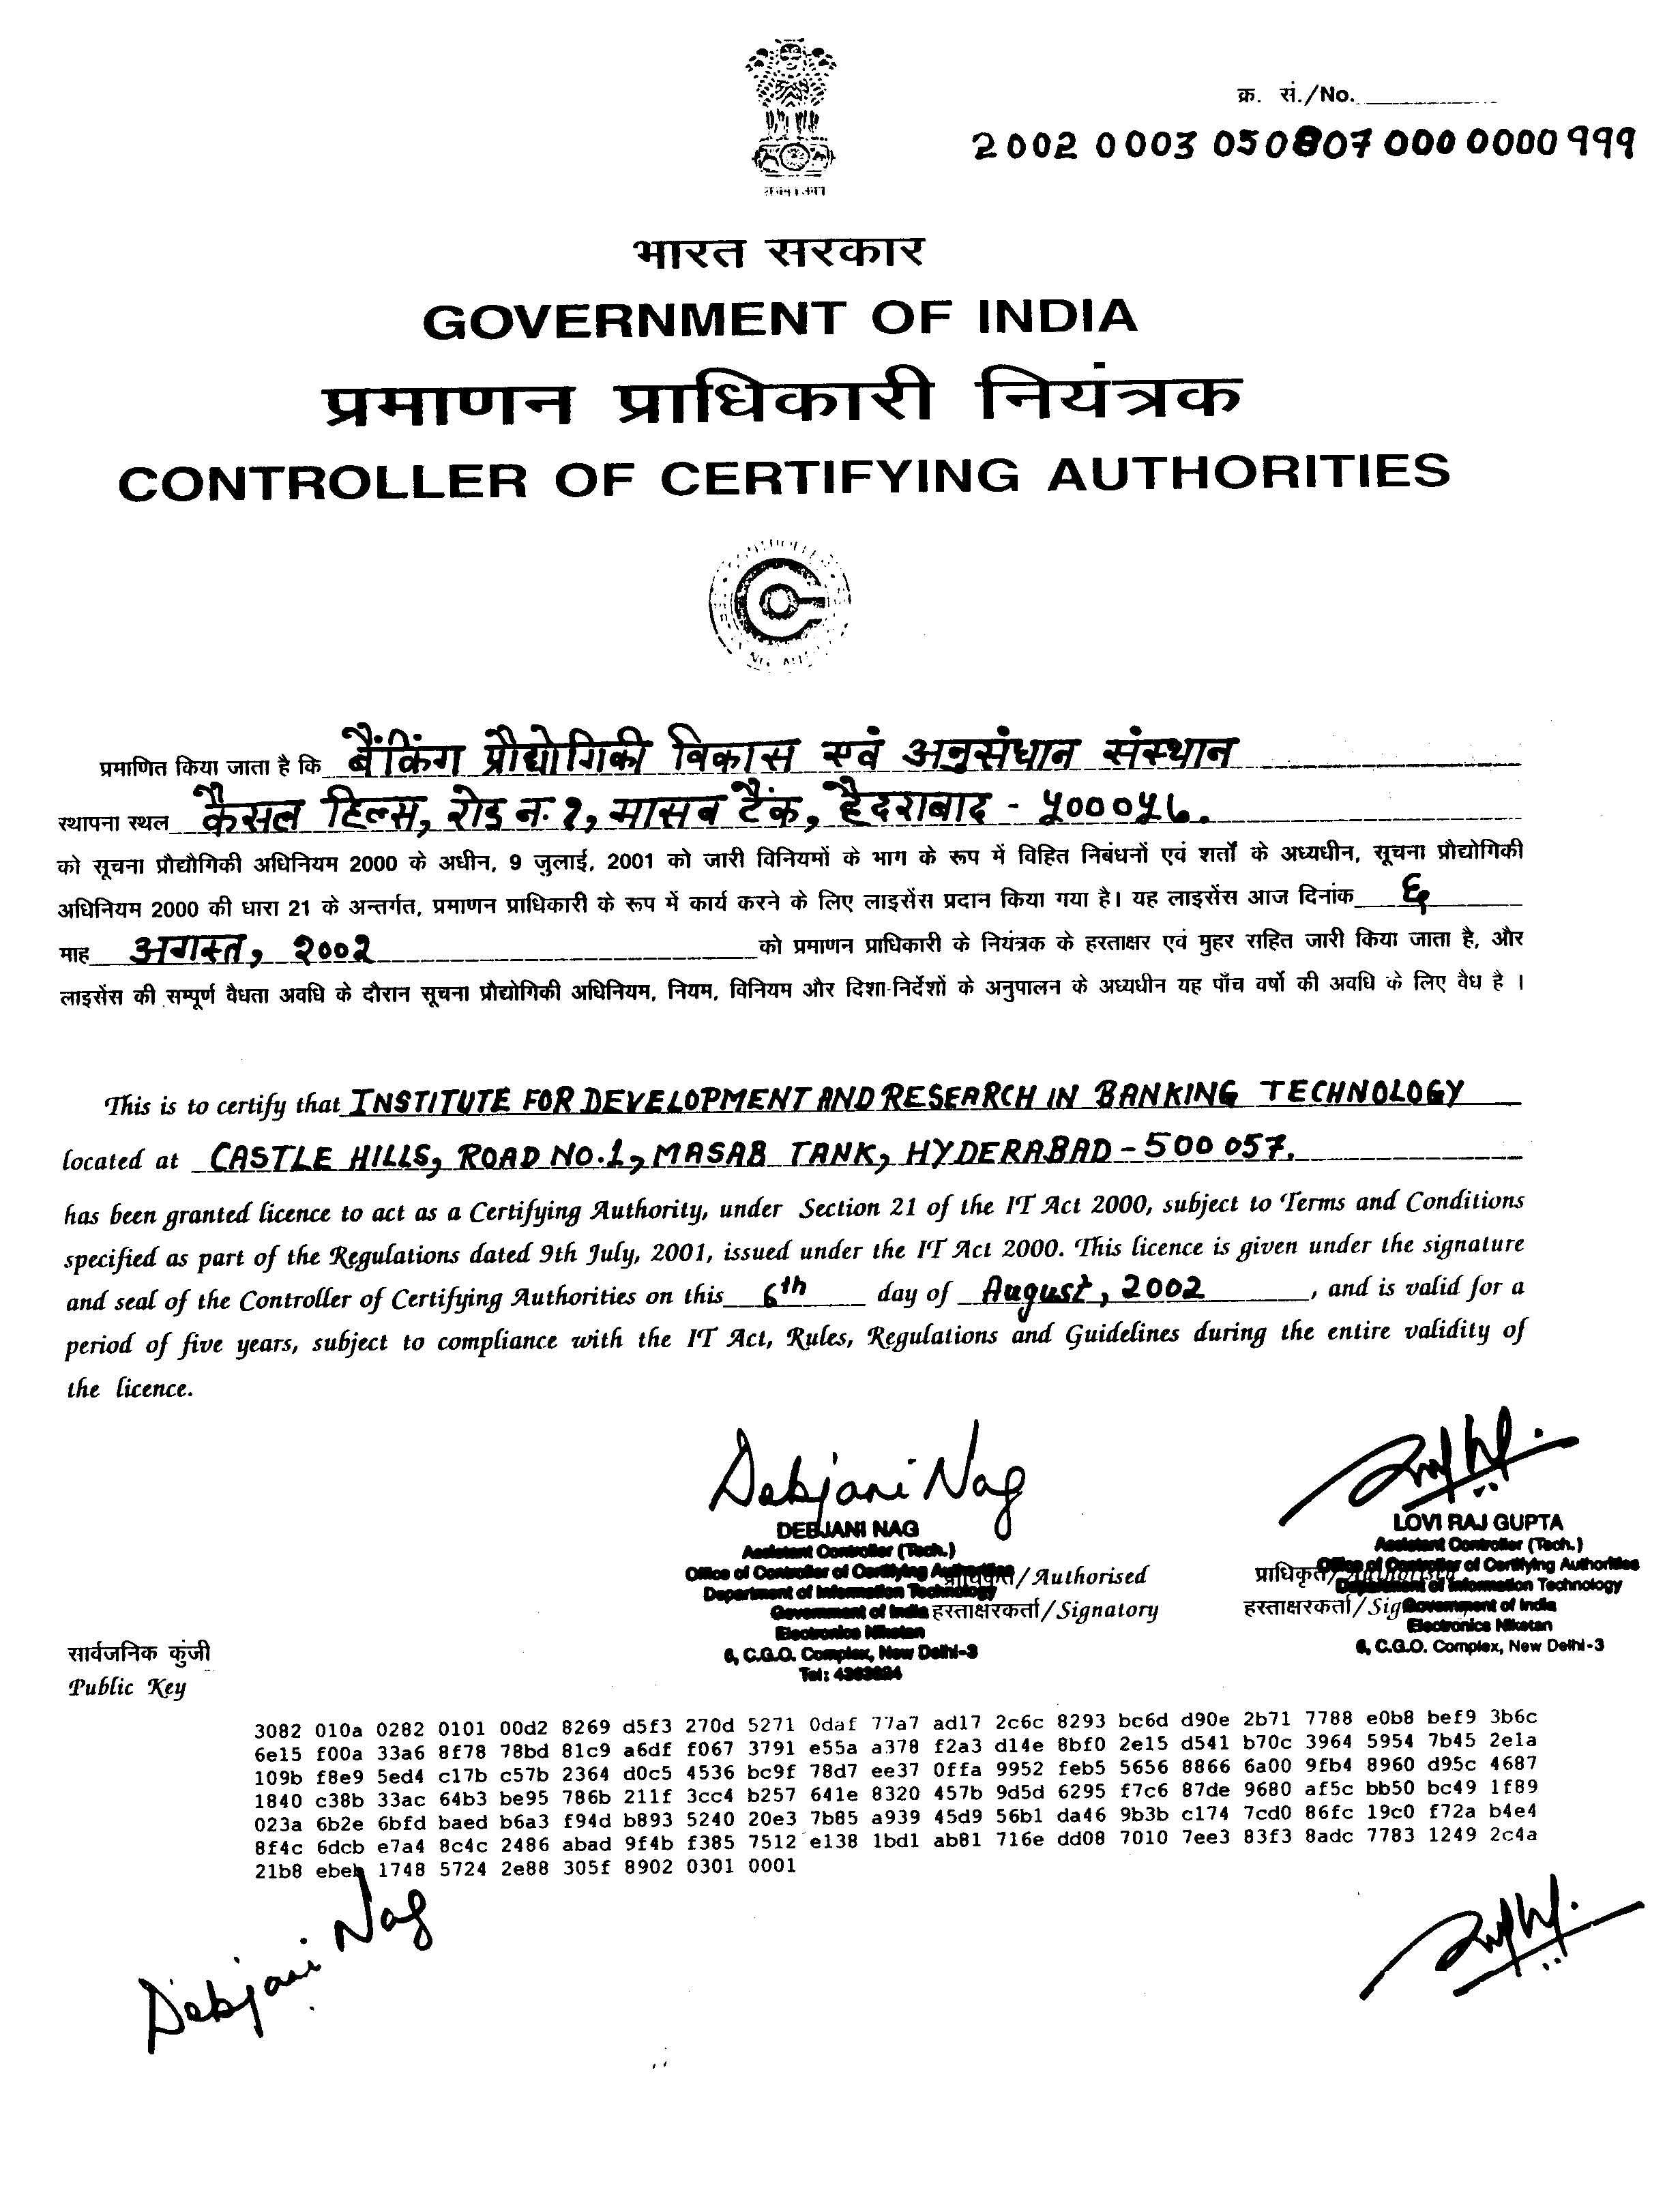 क्र. सं./No.
2002 0003 050807 000 0000 999
भारत सरकार
GOVERNMENT OF INDIA
प्रमाणन प्राधिकारी नियंत्रक
CONTROLLER OF CERTIFYING AUTHORITIES
प्रमाणित किया जाता है कि बैंकिंग प्रौद्योगिकी विकास एवं अनुसंधान संस्थान
स्थापना स्थल कैसल हिल्स, रोड न. १, मासब टैंक, हैदराबाद - ५०००५७.
को सूचना प्रौद्योगिकी अधिनियम 2000 के अधीन, 9 जुलाई, 2001 को जारी विनियमों के भाग के रूप में विहित निबंधनों एवं शर्तों के अध्यधीन, सूचना प्रौद्योगिकी
अधिनियम 2000 की धारा 21 के अन्तर्गत, प्रमाणन प्राधिकारी के रूप में कार्य करने के लिए लाइसेंस प्रदान किया गया है। यह लाइसेंस आज दिनांक ६
माह अगस्त, २००२ को प्रमाणन प्राधिकारी के नियंत्रक के हस्ताक्षर एवं मुहर सहित जारी किया जाता है, और
लाइसेंस की सम्पूर्ण वैधता अवधि के दौरान सूचना प्रौद्योगिकी अधिनियम, नियम, विनियम और दिशा-निर्देशों के अनुपालन के अध्यधीन यह पाँच वर्षो की अवधि के लिए वैध है ।
This is to certify that INSTITUTE FOR DEVELOPMENT AND RESEARCH IN BANKING TECHNOLOGY
located at CASTLE HILLS, ROAD NO.1, MASAB TANK, HYDERABAD - 500 057.
has been granted licence to act as a Certifying Authority, under Section 21 of the IT Act 2000, subject to Terms and Conditions
specified as part of the Regulations dated 9th July, 2001, issued under the IT Act 2000. This licence is given under the signature
and seal of the Controller of Certifying Authorities on this 6th day of August, 2002, and is valid for a
period of five years, subject to compliance with the IT Act, Rules, Regulations and Guidelines during the entire validity of
the licence.
Debjani Nag
DEBJANI NAG
Assistant Controller (Tech.)
Office of Controller of Certifying Authorities
Department of Information Technology
Government of India
Electronics Niketan
6, C.G.O. Complex, New Delhi-3
Tel:
प्राधिकृत/Authorised
हस्ताक्षरकर्ता/Signatory
LOVI RAJ GUPTA
Assistant Controller (Tech.)
Office of Controller of Certifying Authorities
Department of Information Technology
Government of India
Electronics Niketan
6, C.G.O. Complex, New Delhi-3
प्राधिकृत/Authorised
हस्ताक्षरकर्ता/Sig
सार्वजनिक कुंजी
Public Key
3082 010a 0282 0101 00d2 8269 d5f3 270d 5271 0daf 77a7 ad17 2c6c 8293 bc6d d90e 2b71 7788 e0b8 bef9 3b6c
6e15 f00a 33a6 8f78 78bd 81c9 a6df f067 3791 e55a a378 f2a3 d14e 8bf0 2e15 d541 b70c 3964 5954 7b45 2e1a
109b f8e9 5ed4 c17b c57b 2364 d0c5 4536 bc9f 78d7 ee37 0ffa 9952 feb5 5656 8866 6a00 9fb4 8960 d95c 4687
1840 c38b 33ac 64b3 be95 786b 211f 3cc4 b257 641e 8320 457b 9d5d 6295 f7c6 87de 9680 af5c bb50 bc49 1f89
023a 6b2e 6bfd baed b6a3 f94d b893 5240 20e3 7b85 a939 45d9 56b1 da46 9b3b c174 7cd0 86fc 19c0 f72a b4e4
8f4c 6dcb e7a4 8c4c 2486 abad 9f4b f385 7512 e138 1bd1 ab81 716e dd08 7010 7ee3 83f3 8adc 7783 1249 2c4a
21b8 ebeb 1748 5724 2e88 305f 8902 0301 0001
Debjani Nag